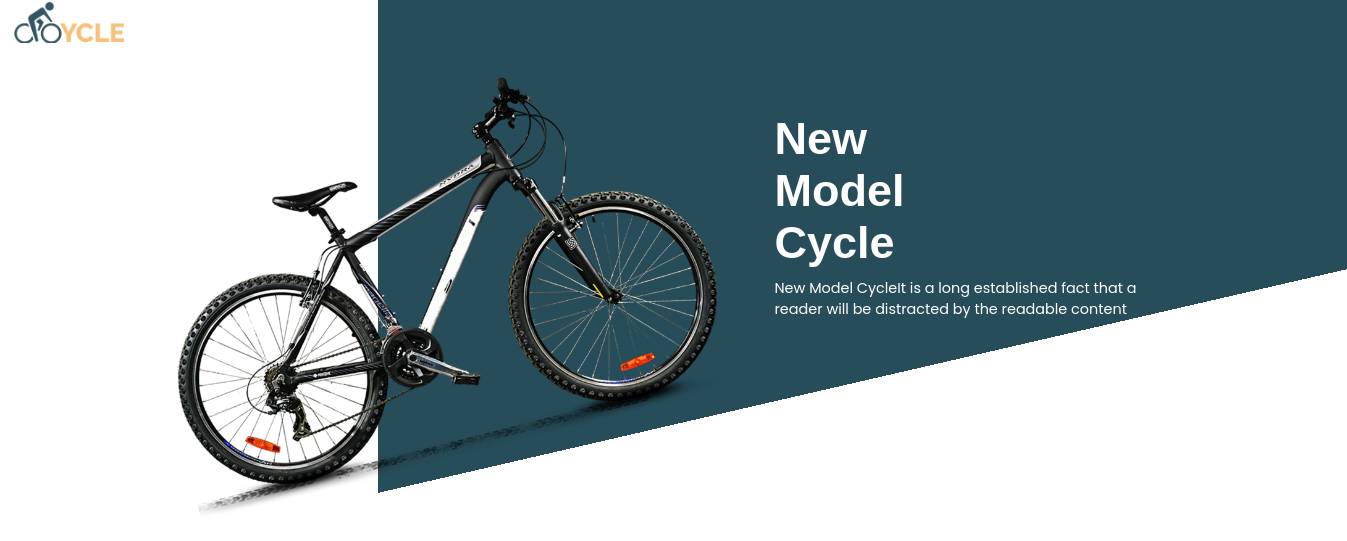 CYCLE
New
Model
Cycle
New Model CycleIt is a long established fact that a
reader will be distracted by the readable content